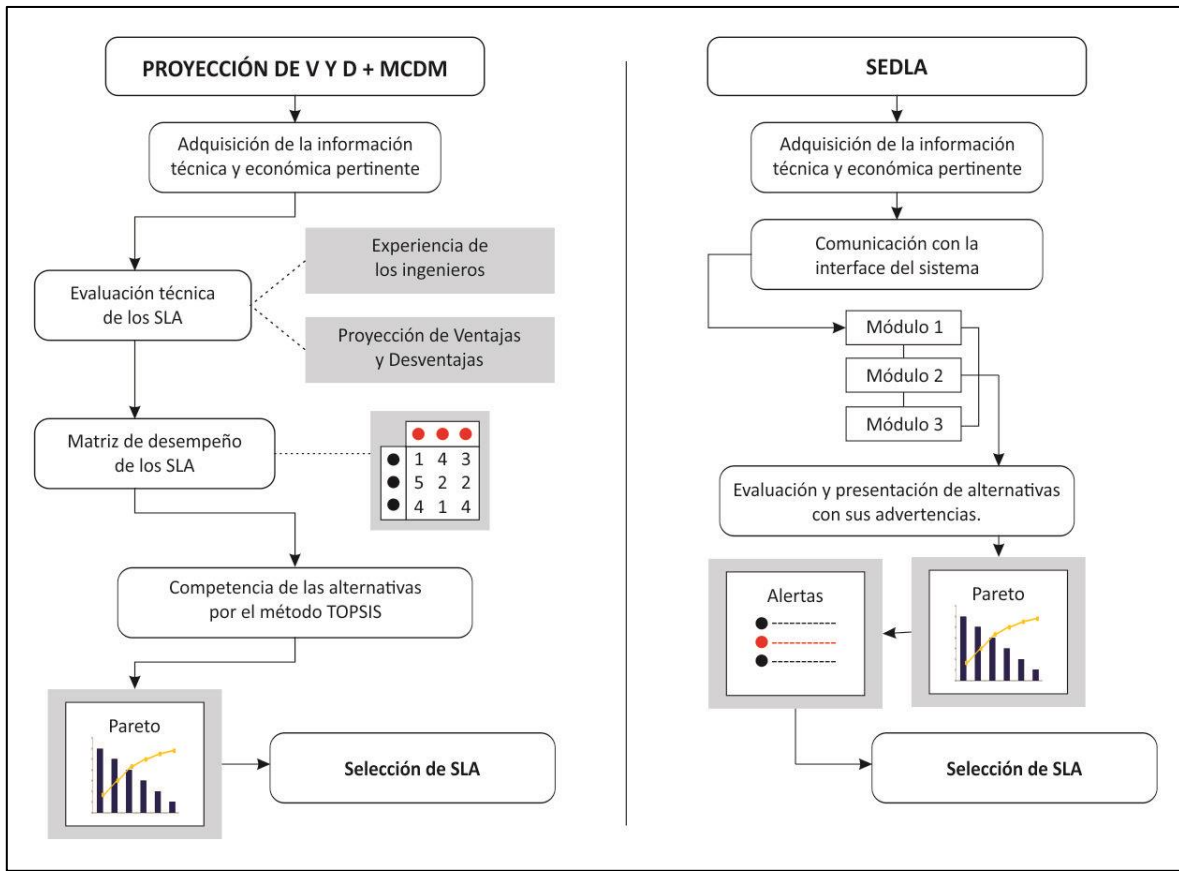 PROYECCIÓN DE V Y D + MCDM
Adquisición de la información
técnica y económica pertinente
Experiencia de
los ingenieros
Evaluación técnica
de los SLA
Proyección de Ventajas
y Desventajas
Matriz de desempeño
de los SLA
1 4 3
5 2 2
4 1 4
Competencia de las alternativas
por el método TOPSIS
Pareto
Selección de SLA
SEDLA
Adquisición de la información
técnica y económica pertinente
Comunicación con la
interface del sistema
Módulo 1
Módulo 2
Módulo 3
Evaluación y presentación de alternativas
con sus advertencias.
Alertas
Pareto
Selección de SLA